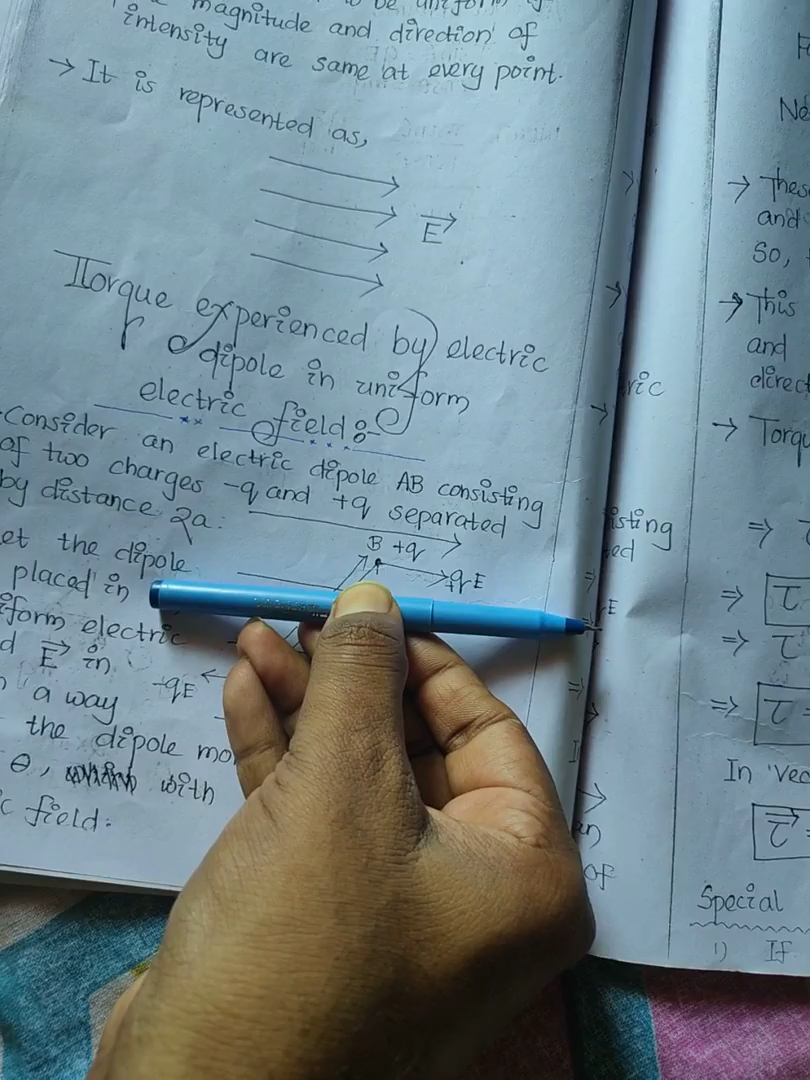 magnitude and direction of
intensity are same at every point.
→ It is represented as,
E
Torque experienced by electric
dipole in uniform
electric field:-
Consider an electric dipole AB consisting
of two charges -q and +q separated
by distance 2a.
et the dipole
placed in
iform electric
d E in
a way
the dipole mo
θ, with
c field.
B +q
qE
-qE
ric
isting
ed
E
an
of
→ These
and
So,
→ This
and
direct
→ Torqu
⇒ τ
⇒ τ
⇒ τ
⇒ τ =
In vec
τ =
Special
1) If